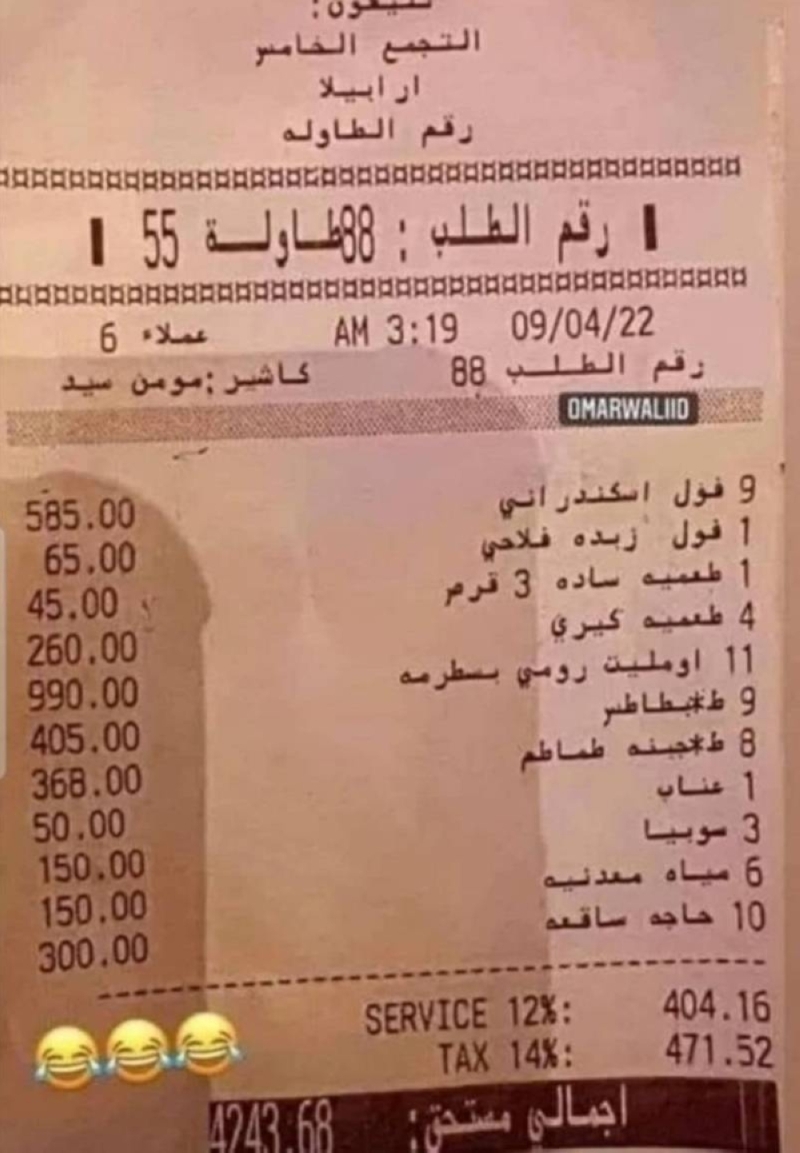 تليفون:
التجمع الخامس
ارابيلا
رقم الطاوله
رقم الطلب : 88طاولة 55
09/04/22 3:19 AM عملاء 6
رقم الطلب 88 كاشير :مومن سيد
OMARWALIID
9 فول اسكندراني 585.00
1 فول زبده فلاحي 65.00
1 طعميه ساده 3 قرص 45.00
4 طعميه كيري 260.00
11 اومليت رومي بسطرمه 990.00
9 ط*بطاطس 405.00
8 ط*جبنه طماطم 368.00
1 عناب 50.00
3 سوبيا 150.00
6 مياه معدنيه 150.00
10 حاجه ساقعه 300.00
SERVICE 12%: 404.16
TAX 14%: 471.52
اجمالي مستحق: 4243.68